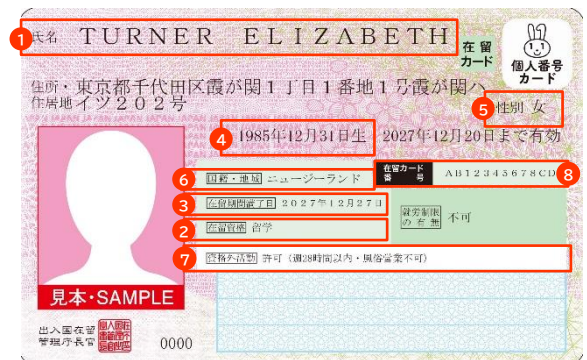 1 氏名 TURNER ELIZABETH
在留カード
個人番号カード
住所・住居地 東京都千代田区霞が関1丁目1番地1号霞が関ハイツ202号
5 性別 女
4 1985年12月31日生 2027年12月20日まで有効
6 国籍・地域 ニュージーランド
在留カード番号 AB12345678CD 8
3 在留期間満了日 2027年12月27日
就労制限の有無 不可
2 在留資格 留学
7 資格外活動 許可(週28時間以内・風俗営業不可)
見本・SAMPLE
出入国在留管理庁長官
0000